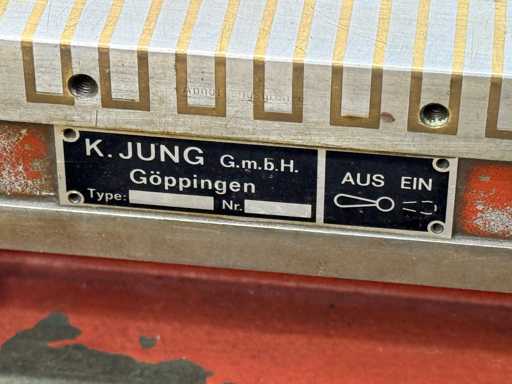 K. JUNG G.m.b.H.
Göppingen
Type: Nr.
AUS EIN